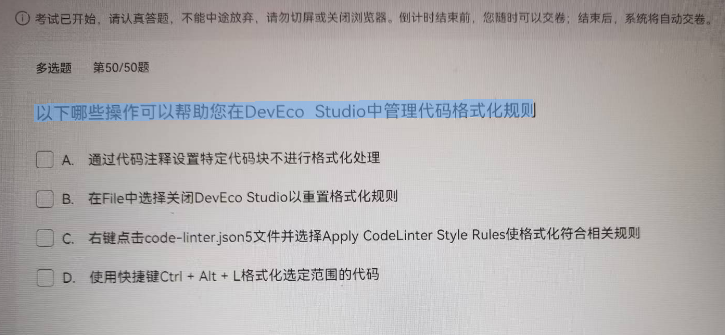 考试已开始，请认真答题，不能中途放弃，请勿切屏或关闭浏览器。倒计时结束前，您随时可以交卷；结束后，系统将自动交卷。
多选题 第50/50题
以下哪些操作可以帮助您在DevEco Studio中管理代码格式化规则
A. 通过代码注释设置特定代码块不进行格式化处理
B. 在File中选择关闭DevEco Studio以重置格式化规则
C. 右键点击code-linter.json5文件并选择Apply CodeLinter Style Rules使格式化符合相关规则
D. 使用快捷键Ctrl + Alt + L格式化选定范围的代码